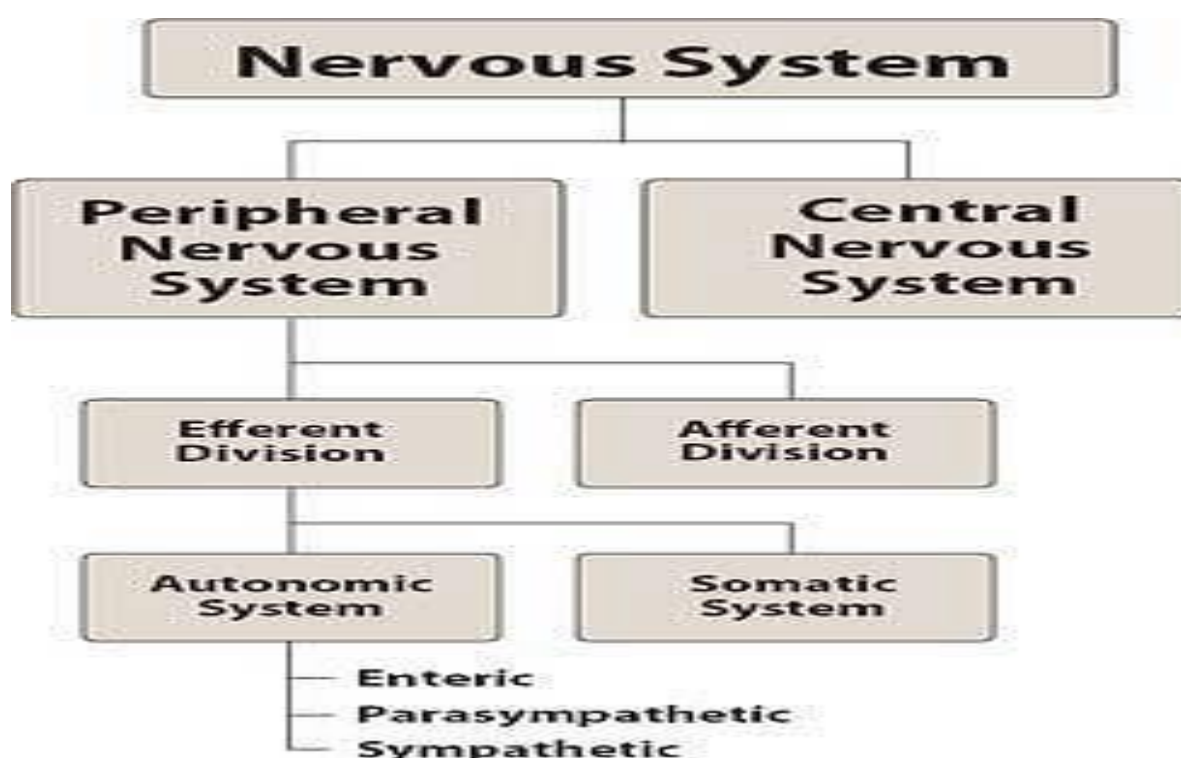 Nervous System
Peripheral
Nervous
System
Central
Nervous
System
Efferent
Division
Afferent
Division
Autonomic
System
Somatic
System
Enteric
Parasympathetic
Sympathetic